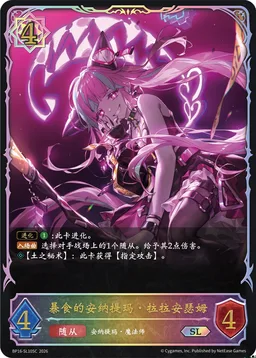 4
进化 1 :此卡进化。
入场曲 选择对手战场上的1个随从。给予其2点伤害。
【土之秘术】:此卡获得【指定攻击】。
暴食的安纳提玛·拉拉安瑟姆
4
随从
安纳提玛·魔法师
SL
4
BP16-SL10SC 2026
© Cygames, Inc. Published by NetEase Games